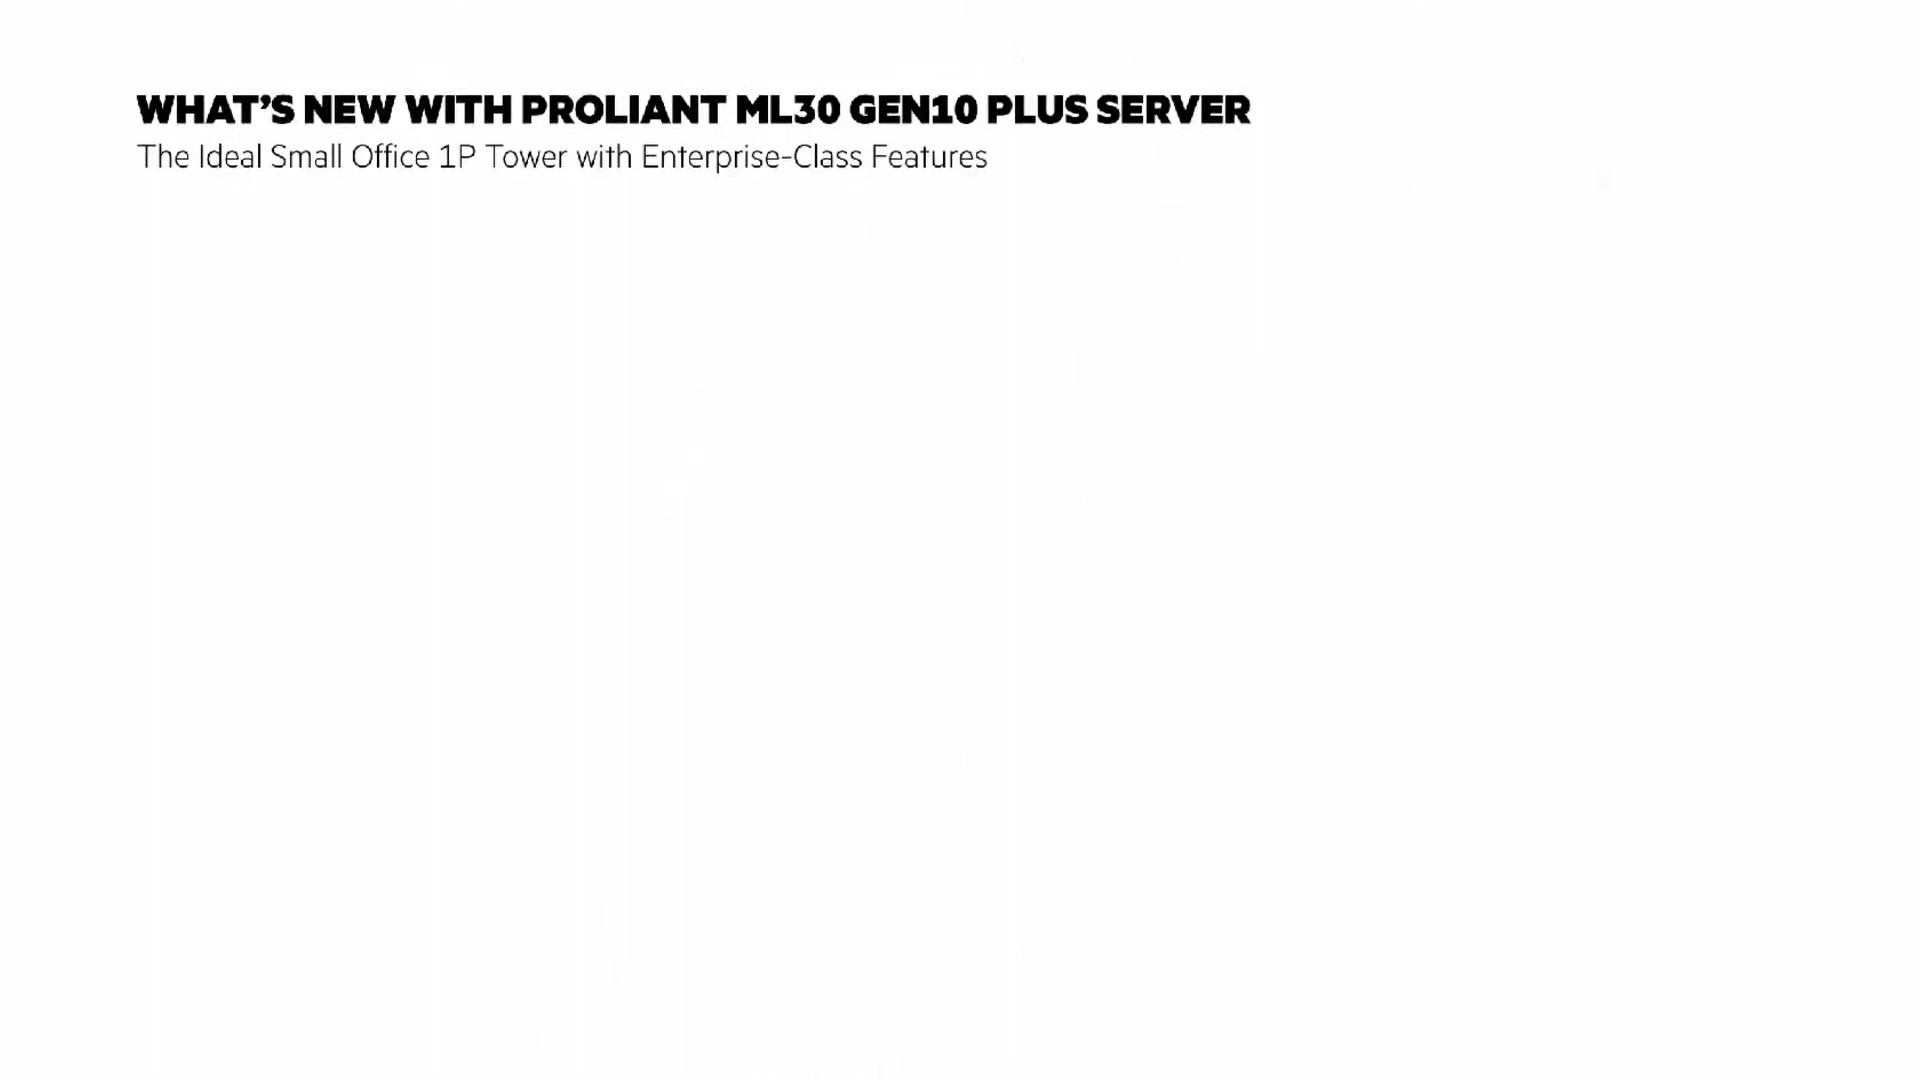 WHAT’S NEW WITH PROLIANT ML30 GEN10 PLUS SERVER
The Ideal Small Office 1P Tower with Enterprise-Class Features